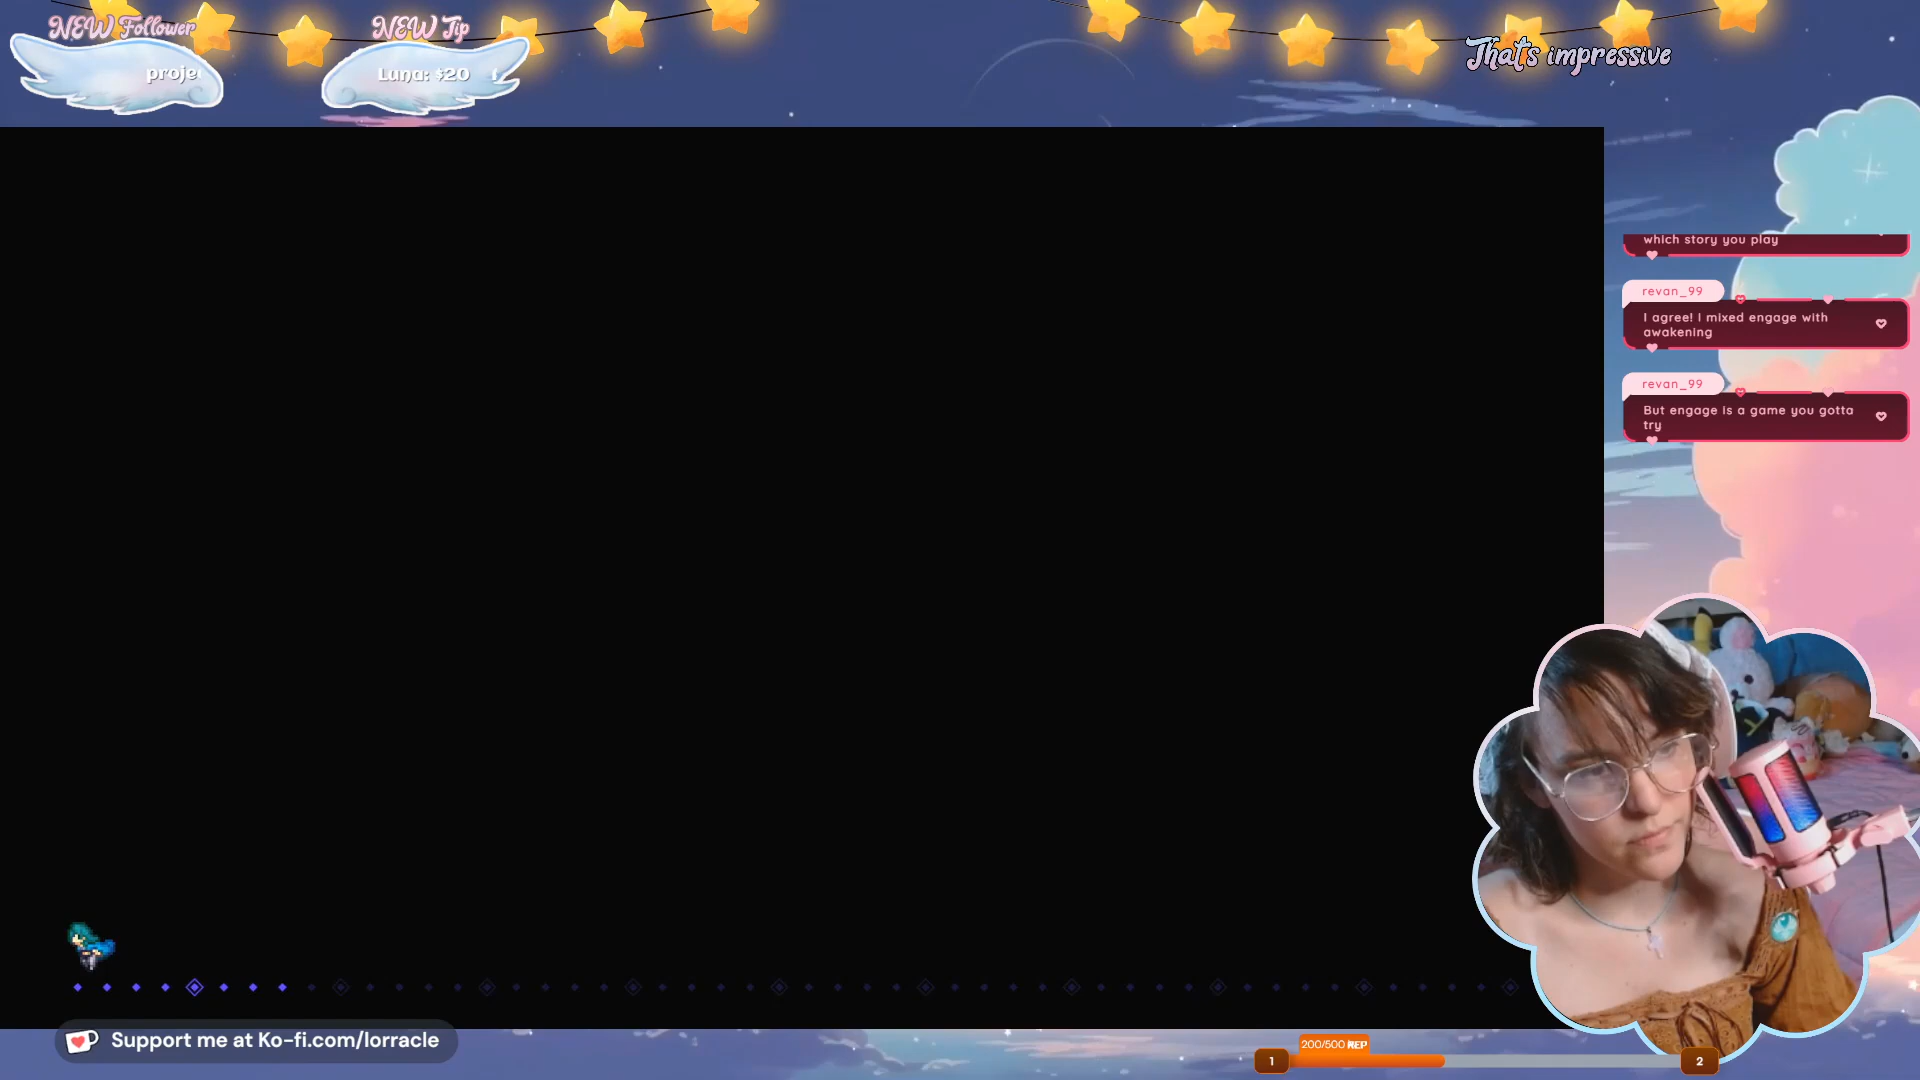 NEW Follower
proje
NEW Tip
Luna: $20
That's impressive
which story you play
revan_99
I agree! I mixed engage with
awakening
revan_99
But engage is a game you gotta
try
Support me at Ko-fi.com/lorracle
200/500 REP
1
2